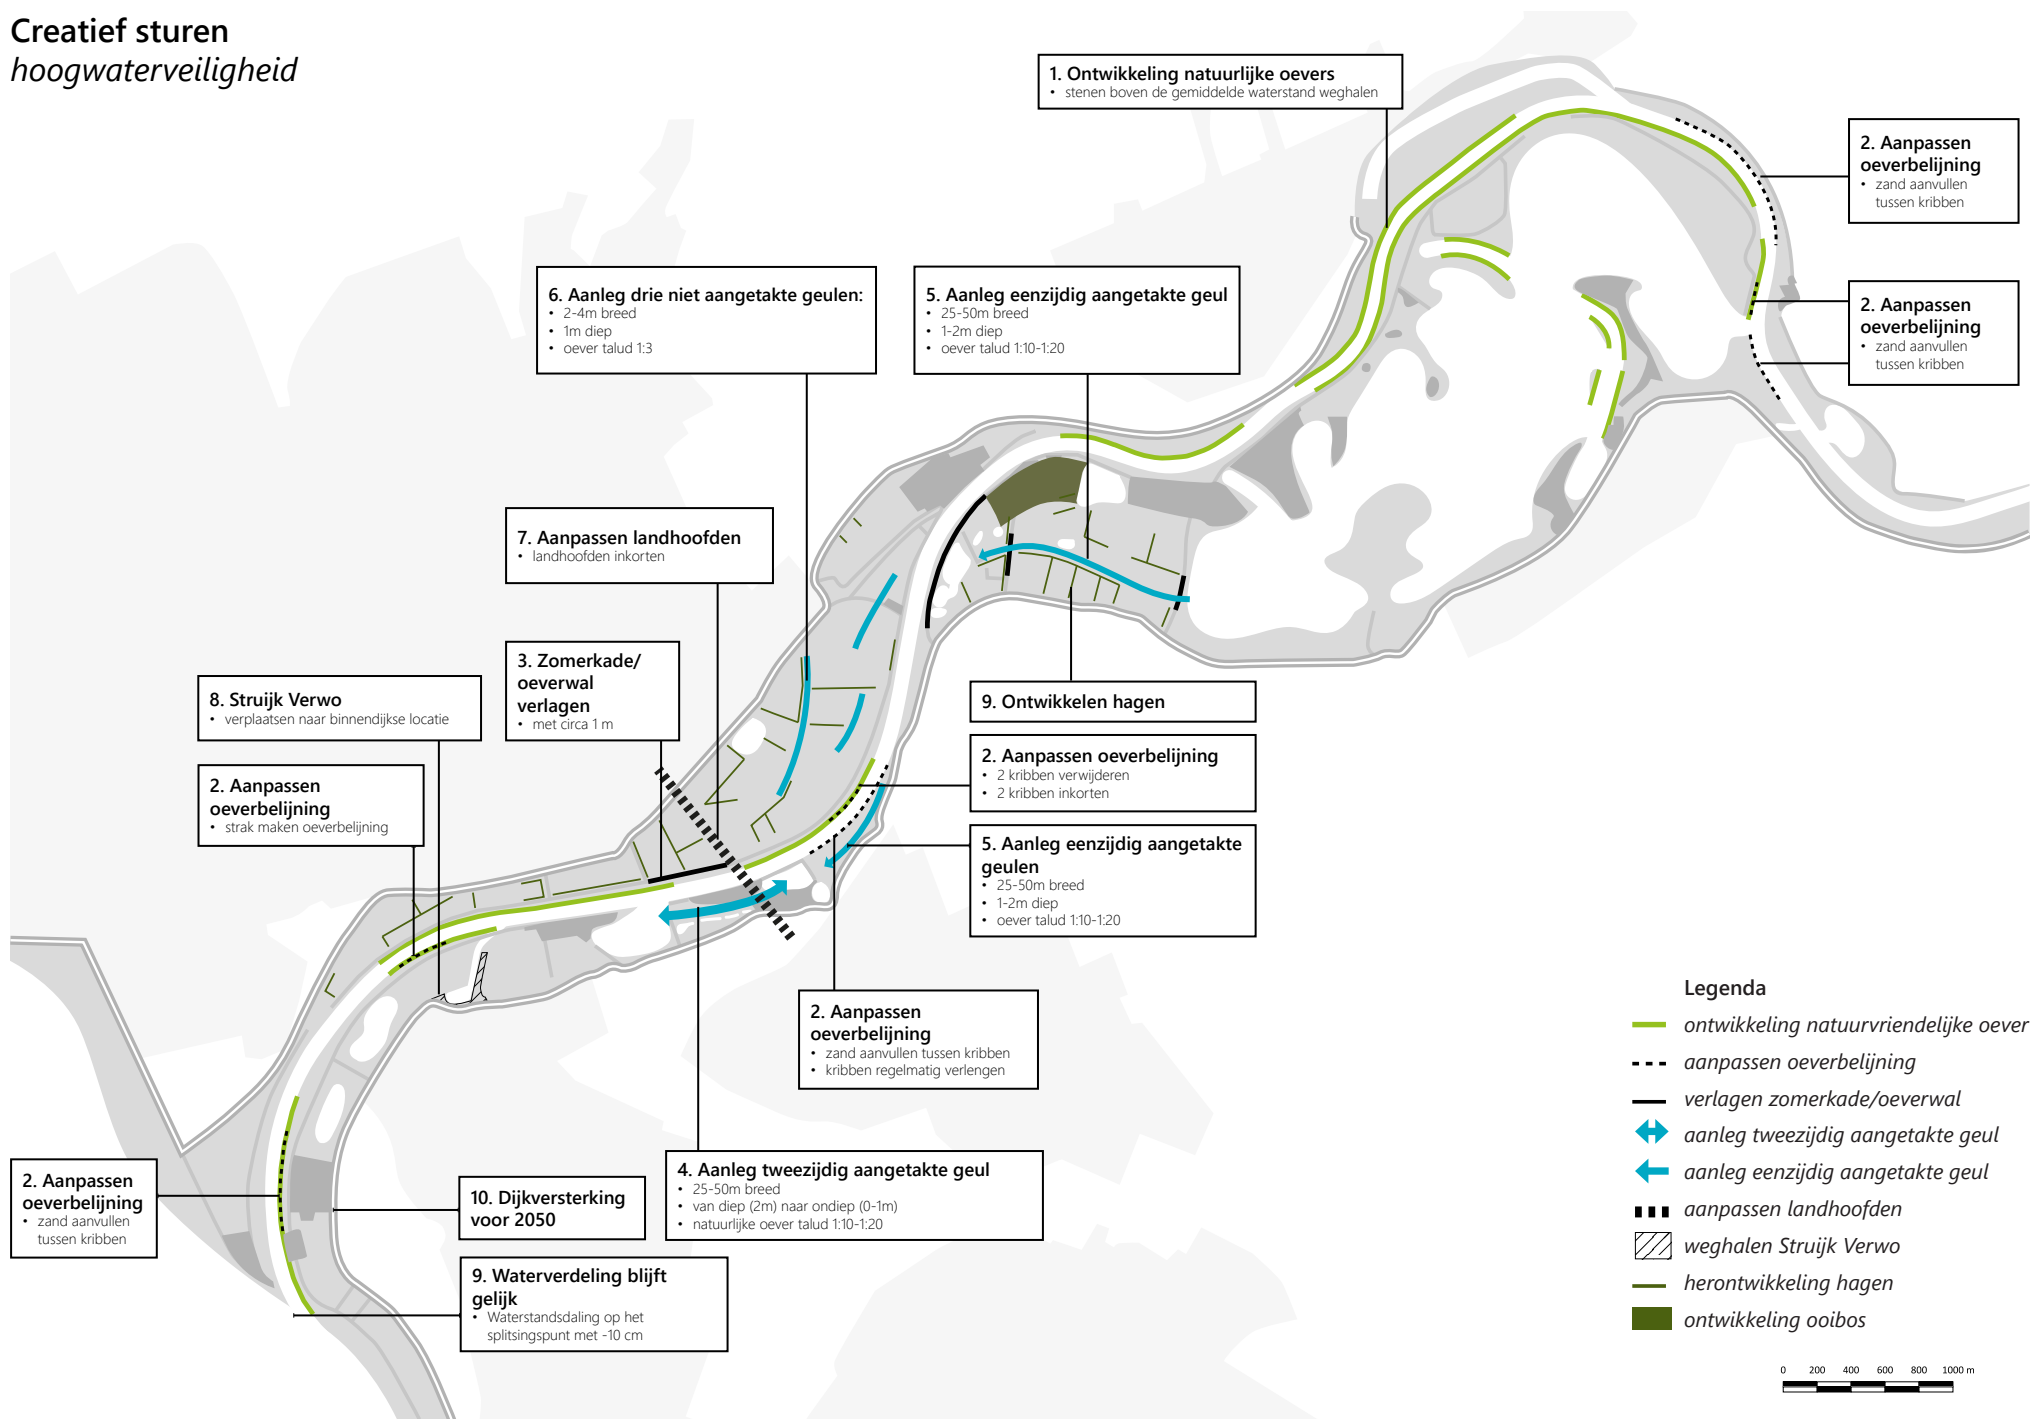 Creatief sturen
hoogwaterveiligheid
1. Ontwikkeling natuurlijke oevers
• stenen boven de gemiddelde waterstand weghalen
2. Aanpassen
oeverbelijning
• zand aanvullen
tussen kribben
2. Aanpassen
oeverbelijning
• zand aanvullen
tussen kribben
6. Aanleg drie niet aangetakte geulen:
• 2-4m breed
• 1m diep
• oever talud 1:3
5. Aanleg eenzijdig aangetakte geul
• 25-50m breed
• 1-2m diep
• oever talud 1:10-1:20
7. Aanpassen landhoofden
• landhoofden inkorten
3. Zomerkade/
oeverwal
verlagen
• met circa 1 m
8. Struijk Verwo
• verplaatsen naar binnendijkse locatie
2. Aanpassen
oeverbelijning
• strak maken oeverbelijning
9. Ontwikkelen hagen
2. Aanpassen oeverbelijning
• 2 kribben verwijderen
• 2 kribben inkorten
5. Aanleg eenzijdig aangetakte
geulen
• 25-50m breed
• 1-2m diep
• oever talud 1:10-1:20
2. Aanpassen
oeverbelijning
• zand aanvullen tussen kribben
• kribben regelmatig verlengen
4. Aanleg tweezijdig aangetakte geul
• 25-50m breed
• van diep (2m) naar ondiep (0-1m)
• natuurlijke oever talud 1:10-1:20
2. Aanpassen
oeverbelijning
• zand aanvullen
tussen kribben
10. Dijkversterking
voor 2050
9. Waterverdeling blijft
gelijk
• Waterstandsdaling op het
splitsingspunt met -10 cm
Legenda
ontwikkeling natuurvriendelijke oever
aanpassen oeverbelijning
verlagen zomerkade/oeverwal
aanleg tweezijdig aangetakte geul
aanleg eenzijdig aangetakte geul
aanpassen landhoofden
weghalen Struijk Verwo
herontwikkeling hagen
ontwikkeling ooibos
0 200 400 600 800 1000 m